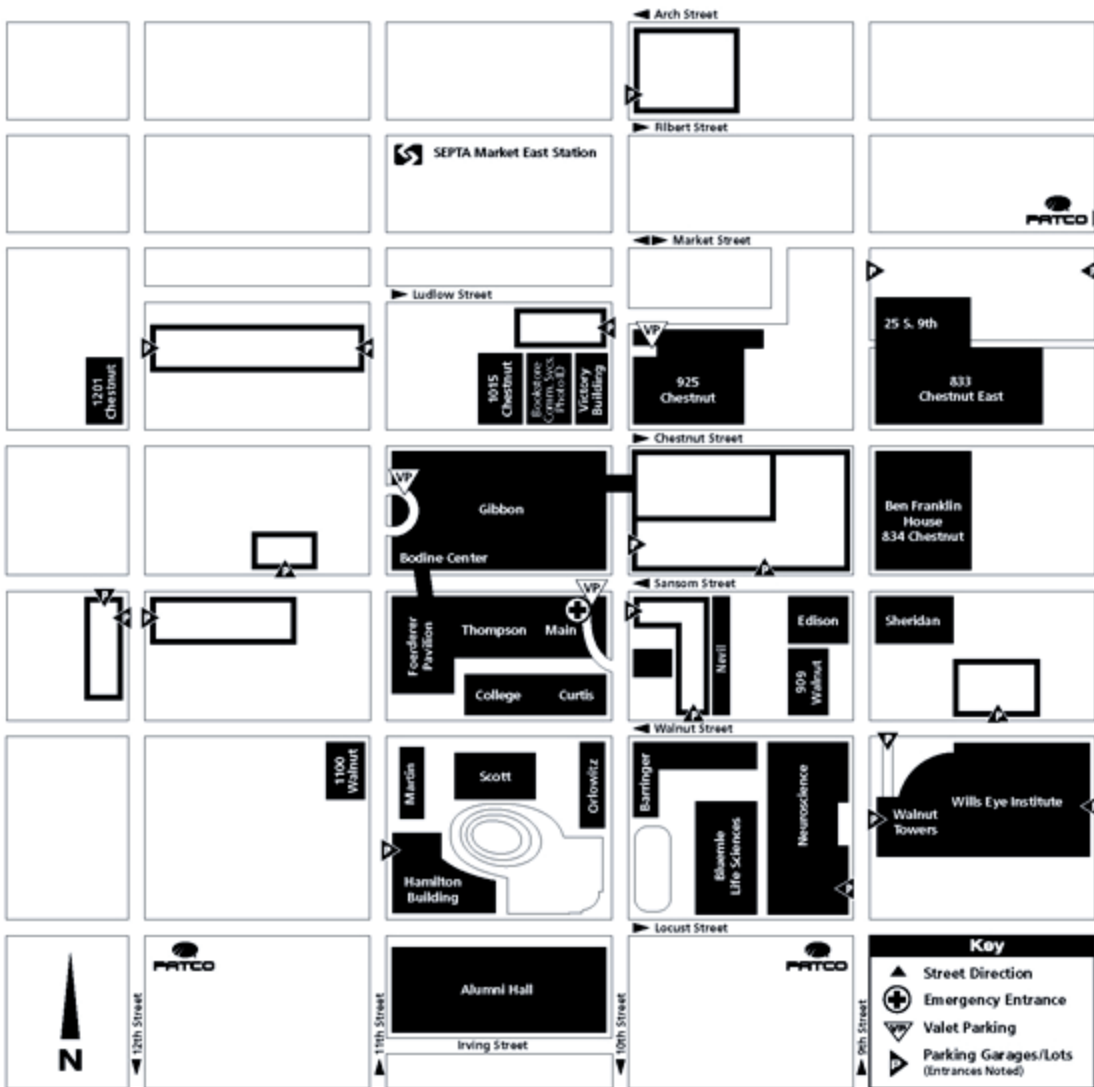 Arch Street
Filbert Street
SEPTA Market East Station
PATCO
Market Street
Ludlow Street
VP
25 S. 9th
1201
Chestnut
1015
Chestnut
Bookstore
Comm. Svcs.
Photo ID
Victory
Building
925
Chestnut
833
Chestnut East
Chestnut Street
VP
Gibbon
Bodine Center
Ben Franklin
House
834 Chestnut
P
P
Sansom Street
VP
P
P
P
P
Foerderer
Pavilion
Thompson
Main
College
Curtis
Nevil
Edison
909
Walnut
Sheridan
P
P
Walnut Street
P
1100
Walnut
Martin
Scott
Orlowitz
Barringer
Bluemle
Life Sciences
Neuroscience
Walnut
Towers
Wills Eye Institute
Hamilton
Building
Locust Street
PATCO
Alumni Hall
PATCO
Irving Street
N
12th Street
11th Street
10th Street
9th Street
Key
Street Direction
Emergency Entrance
VP
Valet Parking
P
Parking Garages/Lots
(Entrances Noted)